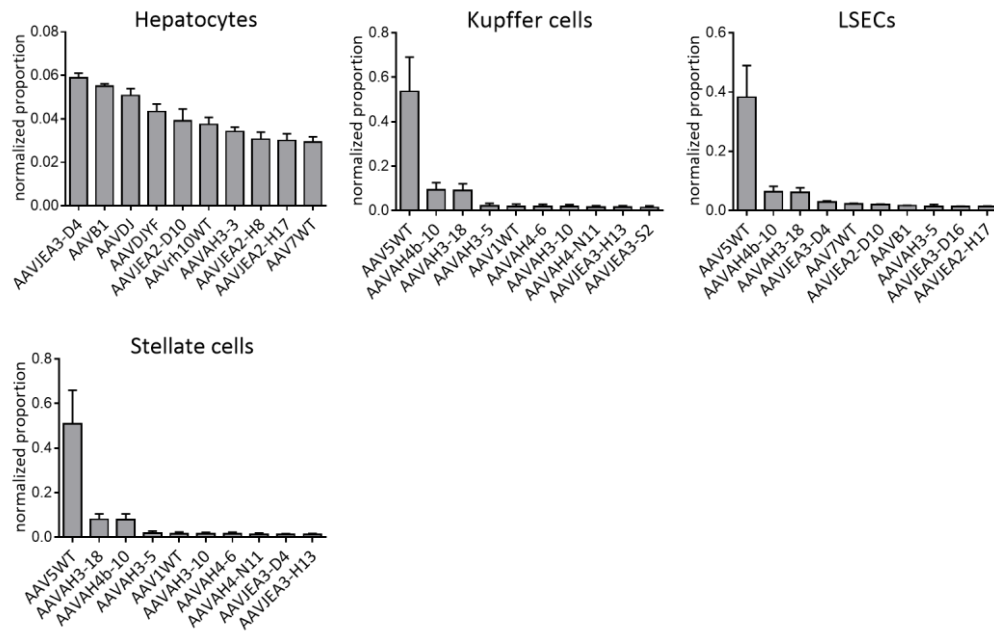 Hepatocytes
normalized proportion
0.08
0.06
0.04
0.02
0.00
AAVJEA3-D4
AAVB1
AAVDJ
AAVDJYF
AAVJEA2-D10
AAVrh10WT
AAVAH3-3
AAVJEA2-H8
AAVJEA2-H17
AAV7WT
Kupffer cells
normalized proportion
0.8
0.6
0.4
0.2
0.0
AAV5WT
AAVAH4b-10
AAVAH3-18
AAVAH3-5
AAV1WT
AAVAH4-6
AAVAH3-10
AAVAH4-N11
AAVJEA3-H13
AAVJEA3-S2
LSECs
normalized proportion
0.6
0.4
0.2
0.0
AAV5WT
AAVAH4b-10
AAVAH3-18
AAVJEA3-D4
AAV7WT
AAVJEA2-D10
AAVB1
AAVAH3-5
AAVJEA3-D16
AAVJEA2-H17
Stellate cells
normalized proportion
0.8
0.6
0.4
0.2
0.0
AAV5WT
AAVAH3-18
AAVAH4b-10
AAVAH3-5
AAV1WT
AAVAH3-10
AAVAH4-6
AAVAH4-N11
AAVJEA3-D4
AAVJEA3-H13